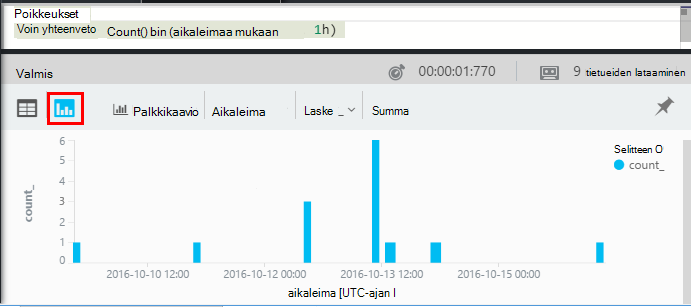 Poikkeukset
Voin yhteenveto Count() bin (aikaleimaa mukaan 1h)
Valmis 00:00:01:770 9 tietueiden lataaminen
Palkkikaavio Aikaleima Laske _ Summa
6
5
4
3
2
1
0
count_
Selitteen O
count_
2016-10-10 12:00 2016-10-12 00:00 2016-10-13 12:00 2016-10-15 00:00
aikaleima [UTC-ajan l